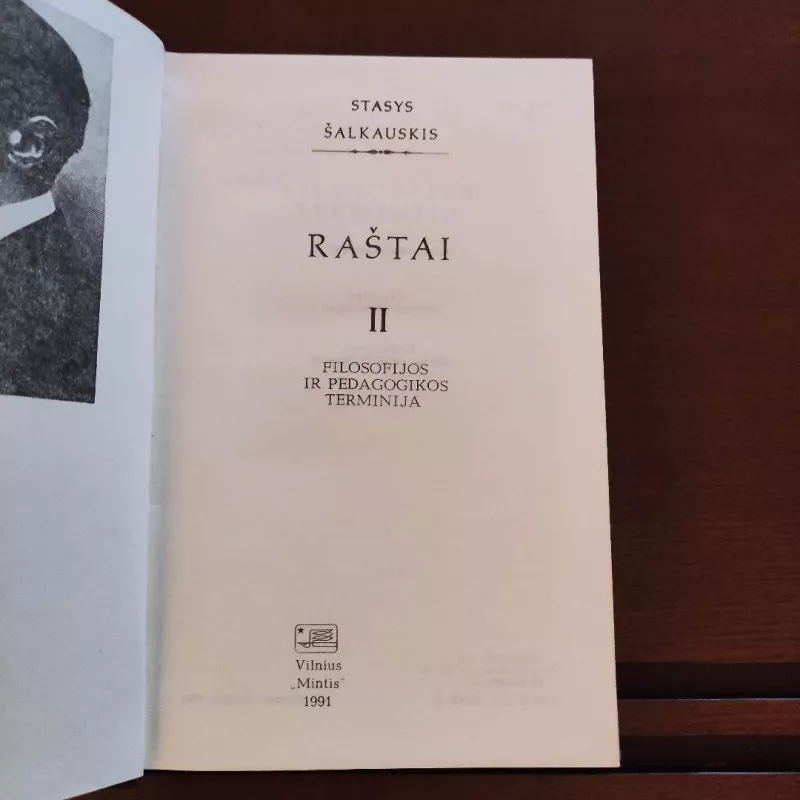 STASYS
ŠALKAUSKIS
RAŠTAI
II
FILOSOFIJOS
IR PEDAGOGIKOS
TERMINIJA
Vilnius
„Mintis“
1991